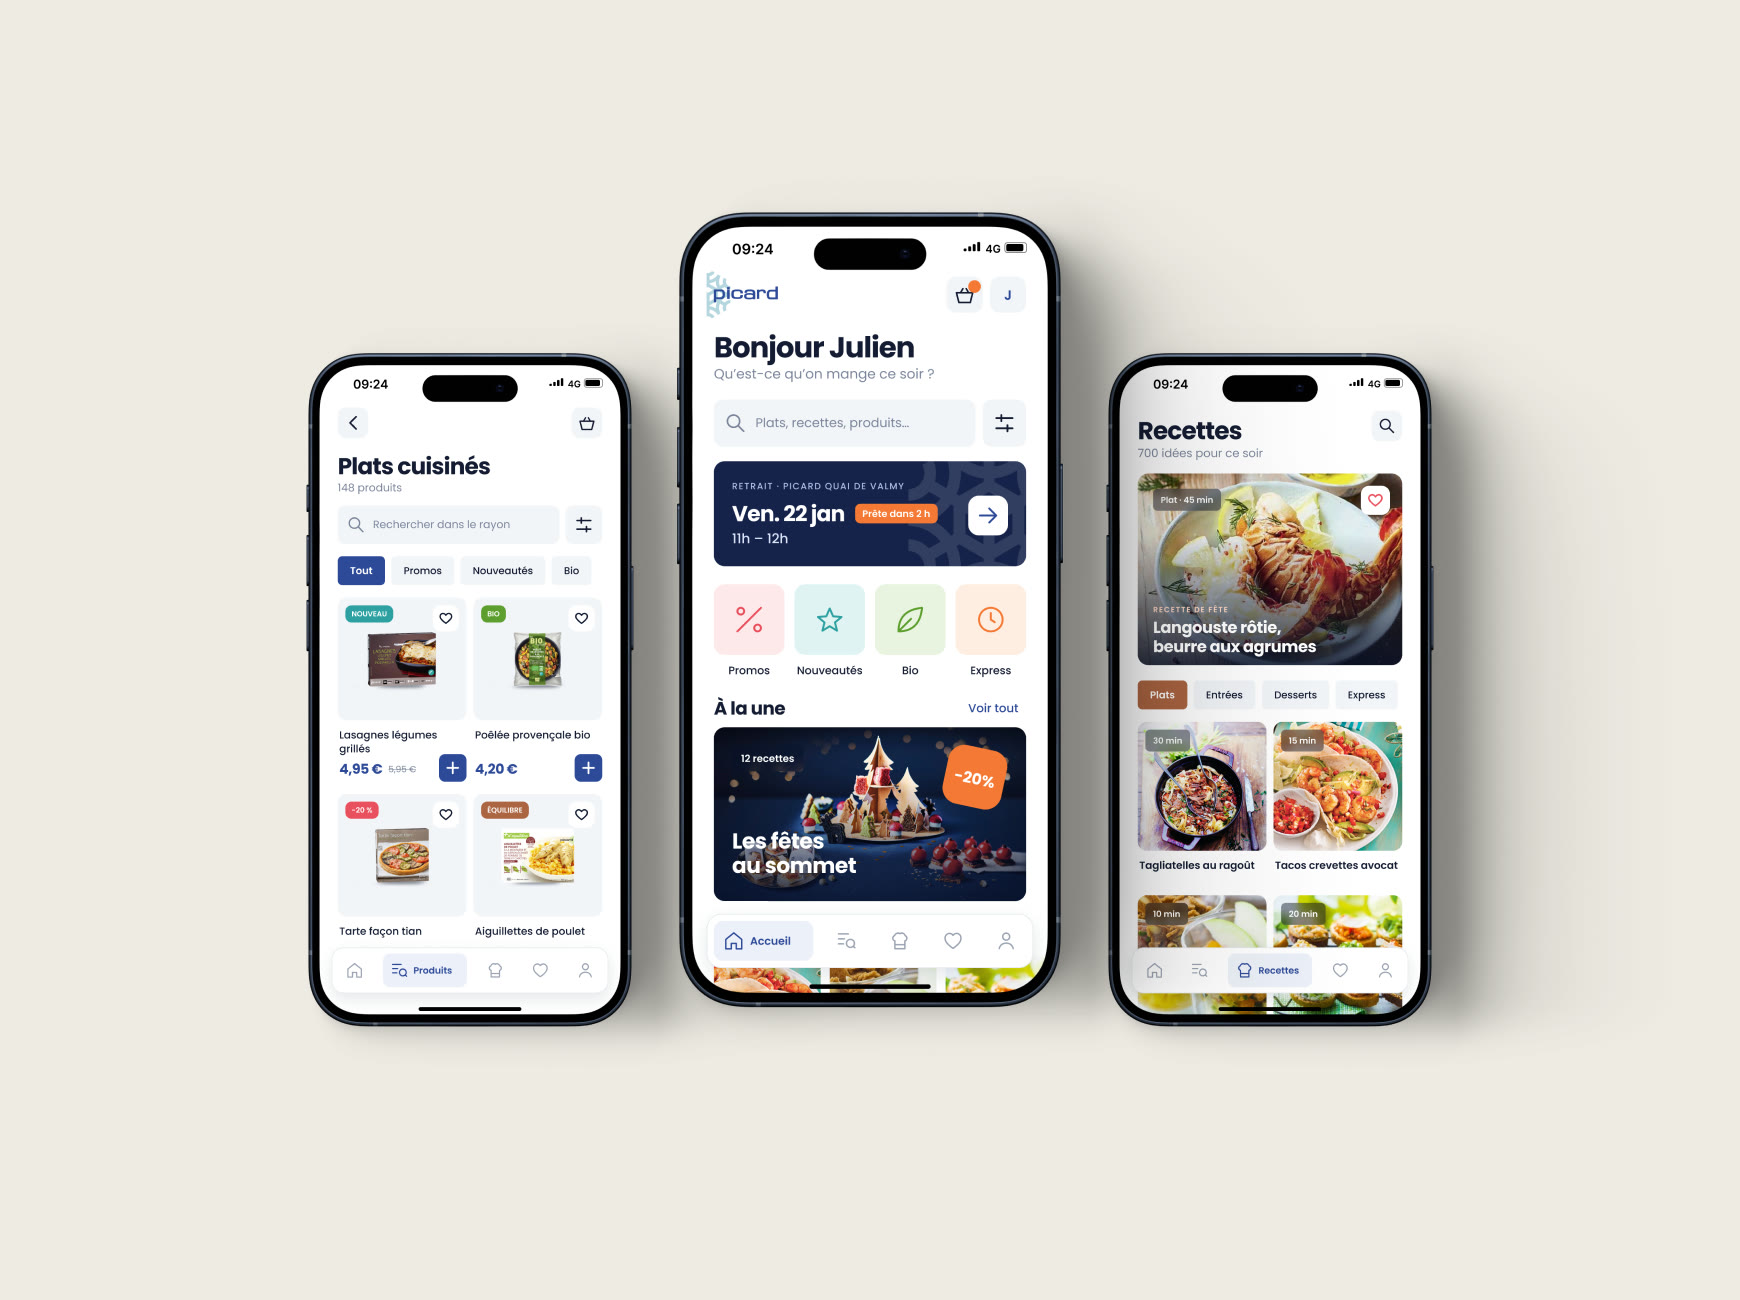 09:24
4G
Plats cuisinés
148 produits
Rechercher dans le rayon
Tout
Promos
Nouveautés
Bio
NOUVEAU
BIO
LASAGNES
BIO
Lasagnes légumes
grillés
Poêlée provençale bio
4,95 € 5,95 €
4,20 €
-20 %
ÉQUILIBRE
Tarte façon tian
Aiguillettes de poulet
Produits
09:24
4G
picard
J
Bonjour Julien
Qu’est-ce qu’on mange ce soir ?
Plats, recettes, produits...
RETRAIT · PICARD QUAI DE VALMY
Ven. 22 jan
Prête dans 2 h
11h – 12h
Promos
Nouveautés
Bio
Express
À la une
Voir tout
12 recettes
-20%
Les fêtes
au sommet
Accueil
09:24
4G
Recettes
700 idées pour ce soir
Plat · 45 min
RECETTE DE FÊTE
Langouste rôtie,
beurre aux agrumes
Plats
Entrées
Desserts
Express
30 min
15 min
Tagliatelles au ragoût
Tacos crevettes avocat
10 min
20 min
Recettes